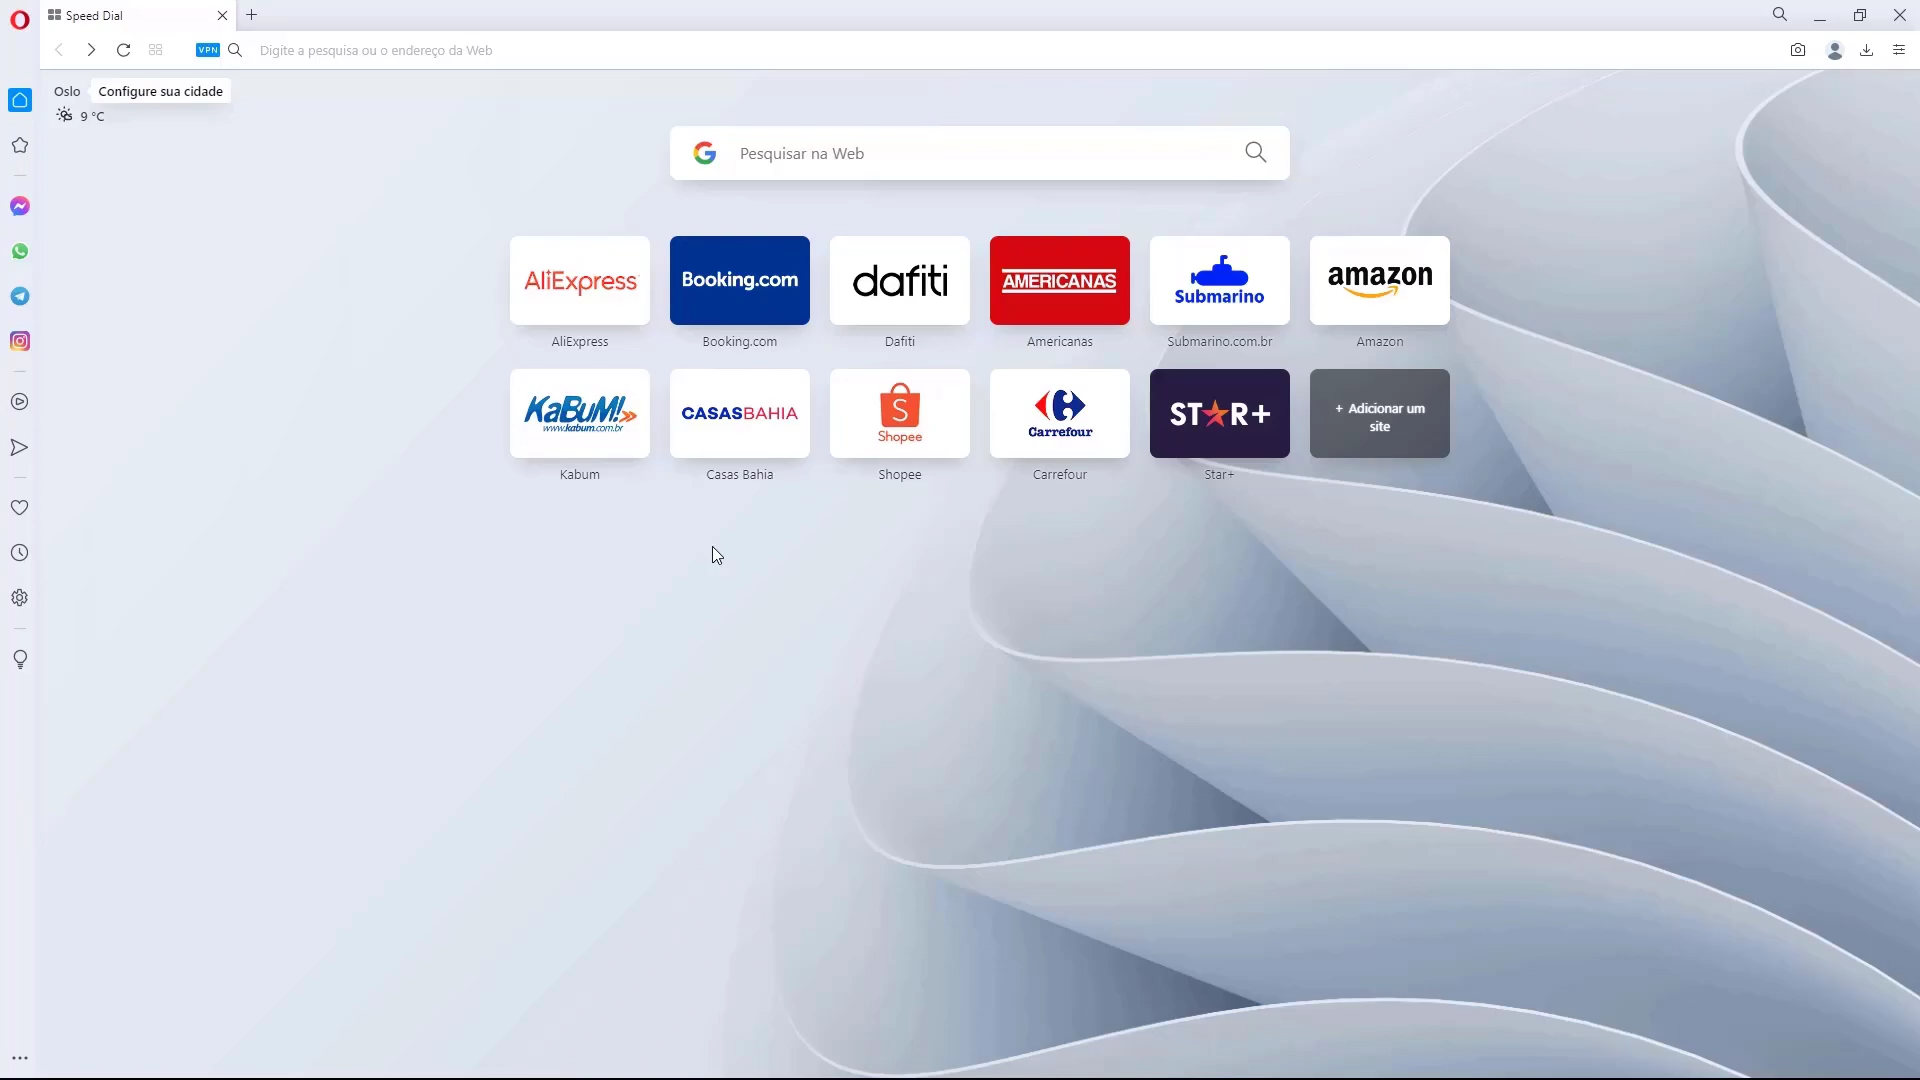 Speed Dial
VPN
Digite a pesquisa ou o endereço da Web
Oslo
Configure sua cidade
9 °C
Pesquisar na Web
AliExpress
Booking.com
dafiti
AMERICANAS
Submarino
amazon
AliExpress
Booking.com
Dafiti
Americanas
Submarino.com.br
Amazon
KaBuM!
www.kabum.com.br
CASASBAHIA
S
Shopee
Carrefour
ST★R+
+ Adicionar um
site
Kabum
Casas Bahia
Shopee
Carrefour
Star+